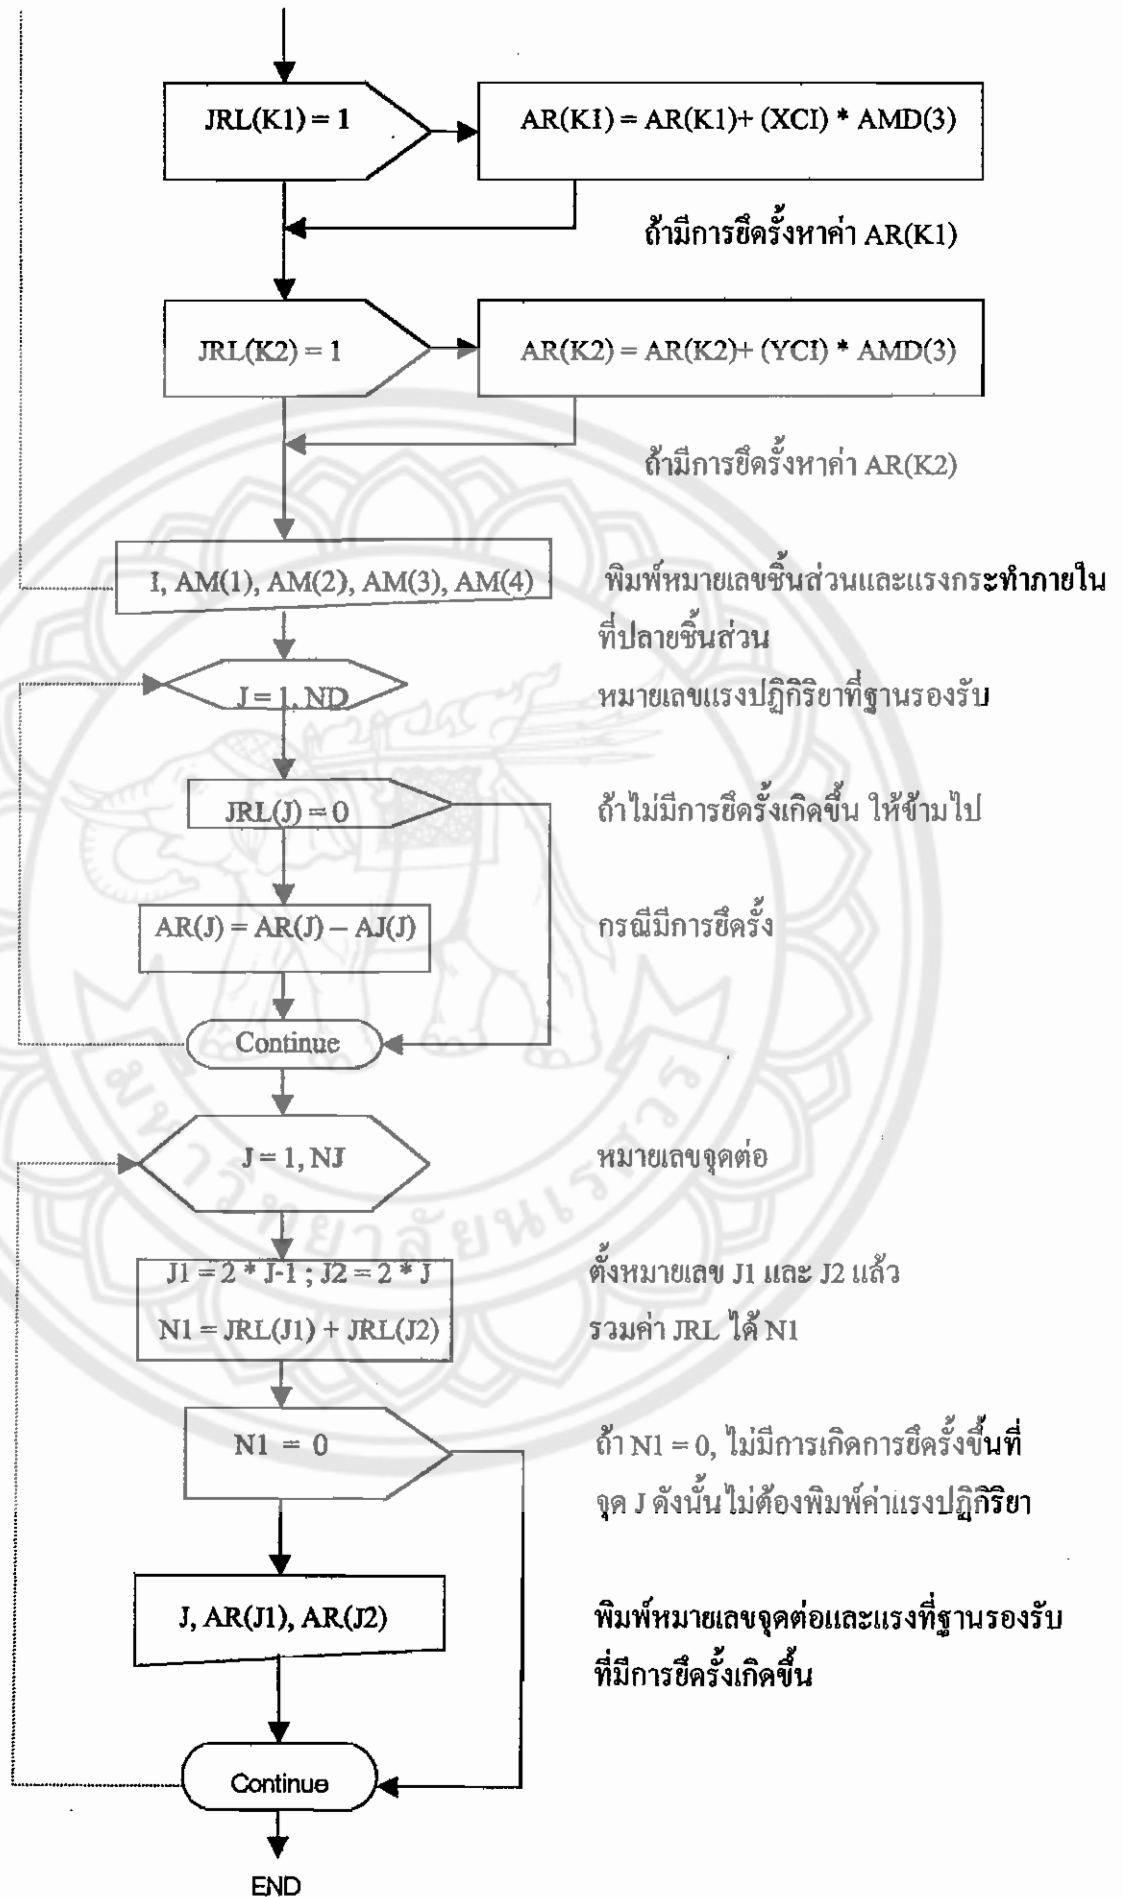 JRL(K1) = 1
AR(K1) = AR(K1)+ (XCI) * AMD(3)
ถ้ามีการยึดรั้งหาค่า AR(K1)
JRL(K2) = 1
AR(K2) = AR(K2)+ (YCI) * AMD(3)
ถ้ามีการยึดรั้งหาค่า AR(K2)
I, AM(1), AM(2), AM(3), AM(4)
พิมพ์หมายเลขชิ้นส่วนและแรงกระทำภายใน
ที่ปลายชิ้นส่วน
J = 1, ND
หมายเลขแรงปฏิกิริยาที่ฐานรองรับ
JRL(J) = 0
ถ้าไม่มีการยึดรั้งเกิดขึ้น ให้ข้ามไป
AR(J) = AR(J) – AJ(J)
กรณีมีการยึดรั้ง
Continue
J = 1, NJ
หมายเลขจุดต่อ
มหาวิทยาลัยนเรศวร
J1 = 2 * J-1 ; J2 = 2 * J
ตั้งหมายเลข J1 และ J2 แล้ว
N1 = JRL(J1) + JRL(J2)
รวมค่า JRL ได้ N1
N1 = 0
ถ้า N1 = 0, ไม่มีการเกิดการยึดรั้งขึ้นที่
จุด J ดังนั้นไม่ต้องพิมพ์ค่าแรงปฏิกิริยา
J, AR(J1), AR(J2)
พิมพ์หมายเลขจุดต่อและแรงที่ฐานรองรับ
ที่มีการยึดรั้งเกิดขึ้น
Continue
END